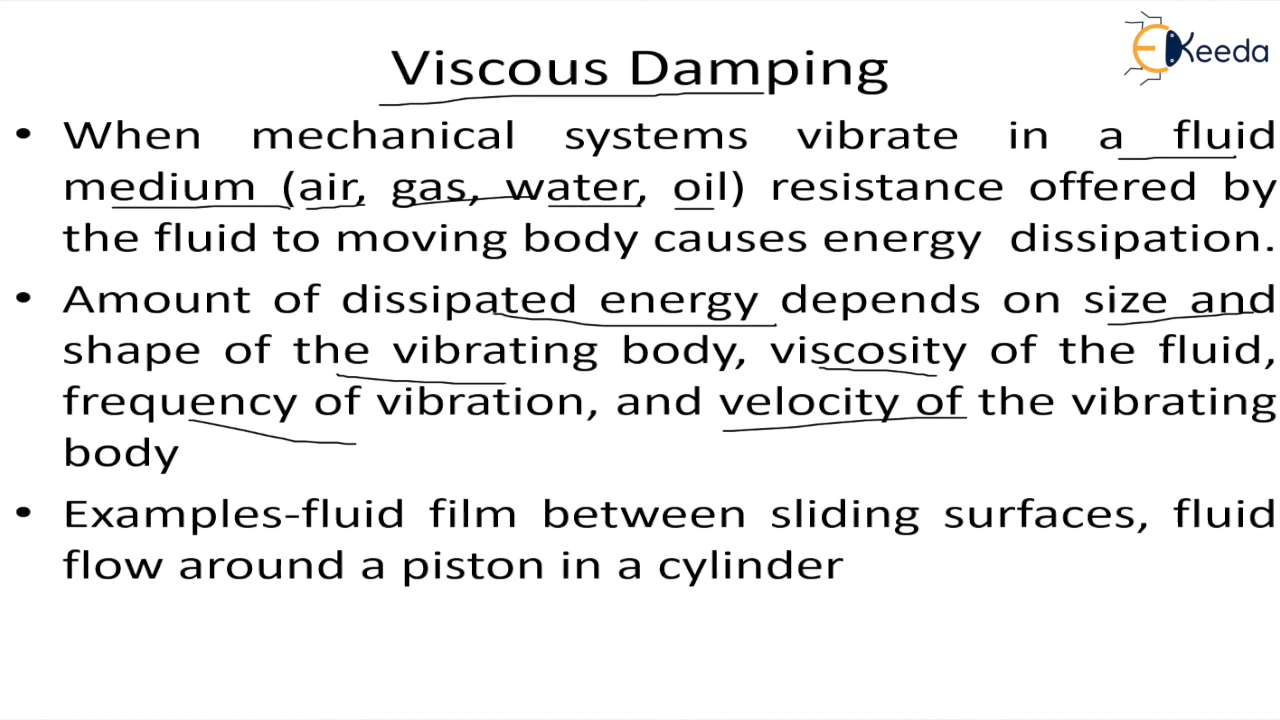 EKeeda
Viscous Damping
• When mechanical systems vibrate in a fluid
medium (air, gas, water, oil) resistance offered by
the fluid to moving body causes energy dissipation.
• Amount of dissipated energy depends on size and
shape of the vibrating body, viscosity of the fluid,
frequency of vibration, and velocity of the vibrating
body
• Examples-fluid film between sliding surfaces, fluid
flow around a piston in a cylinder